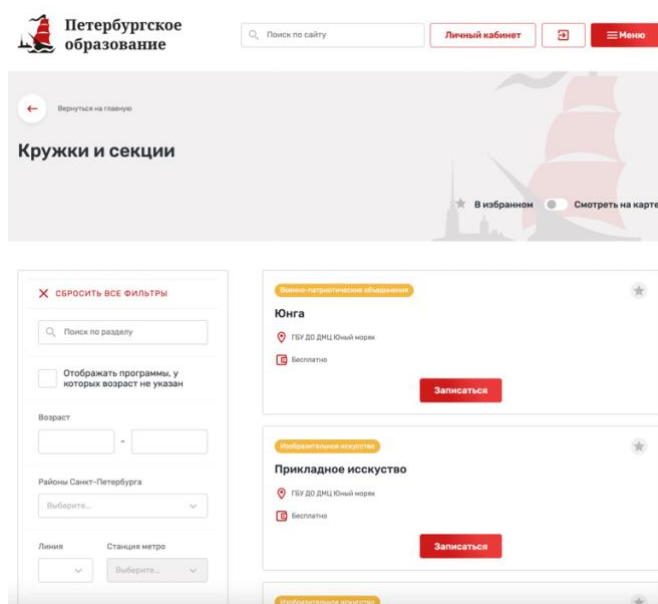 Петербургское
образование
Поиск по сайту
Личный кабинет
Меню
Вернуться на главную
Кружки и секции
В избранном
Смотреть на карте
СБРОСИТЬ ВСЕ ФИЛЬТРЫ
Поиск по разделу
Отображать программы, у
которых возраст не указан
Возраст
-
Районы Санкт-Петербурга
Выберите...
Линия
Станция метро
Выберите...
Военно-патриотические объединения
Юнга
ГБУ ДО ДМЦ Юный моряк
Бесплатно
Записаться
Изобразительное искусство
Прикладное исскуство
ГБУ ДО ДМЦ Юный моряк
Бесплатно
Записаться
Изобразительное искусство